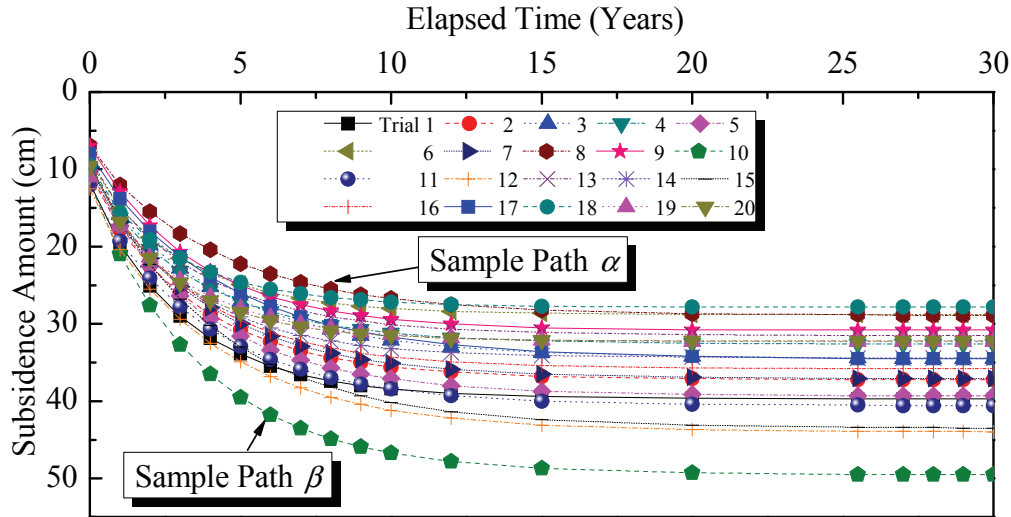 Elapsed Time (Years)
0 5 10 15 20 25 30
Subsidence Amount (cm)
0
10
20
30
40
50
Trial 1 2 3 4 5
6 7 8 9 10
11 12 13 14 15
16 17 18 19 20
Sample Path α
Sample Path β